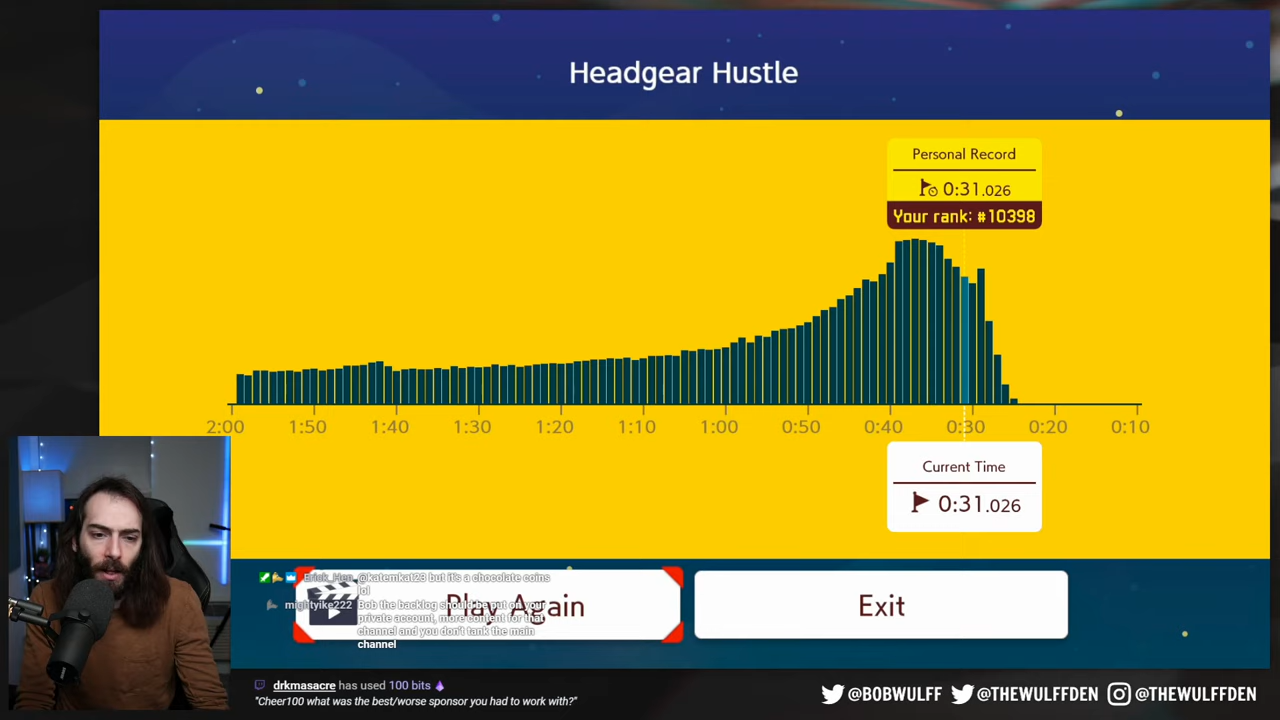 Headgear Hustle
Personal Record
0:31.026
Your rank: #10398
2:00 1:50 1:40 1:30 1:20 1:10 1:00 0:50 0:40 0:30 0:20 0:10
Current Time
0:31.026
Play Again
Exit
Erick_Hen @katemkat23 but it's a chocolate coins
lol
mightyike222 Bob the backlog should be put on your
private account, more content for that
channel and you don't tank the main
channel
drkmasacre has used 100 bits
"Cheer100 what was the best/worse sponsor you had to work with?"
@BOBWULFF @THEWULFFDEN @THEWULFFDEN